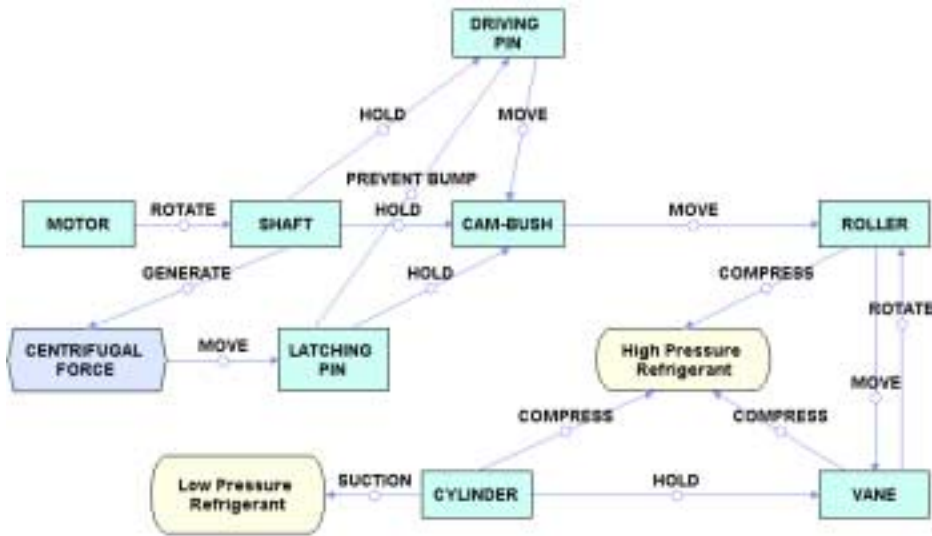 DRIVING
PIN
HOLD
MOVE
PREVENT BUMP
MOTOR
ROTATE
SHAFT
HOLD
CAM-BUSH
MOVE
ROLLER
GENERATE
HOLD
COMPRESS
ROTATE
CENTRIFUGAL
FORCE
MOVE
LATCHING
PIN
High Pressure
Refrigerant
MOVE
COMPRESS
COMPRESS
Low Pressure
Refrigerant
SUCTION
CYLINDER
HOLD
VANE